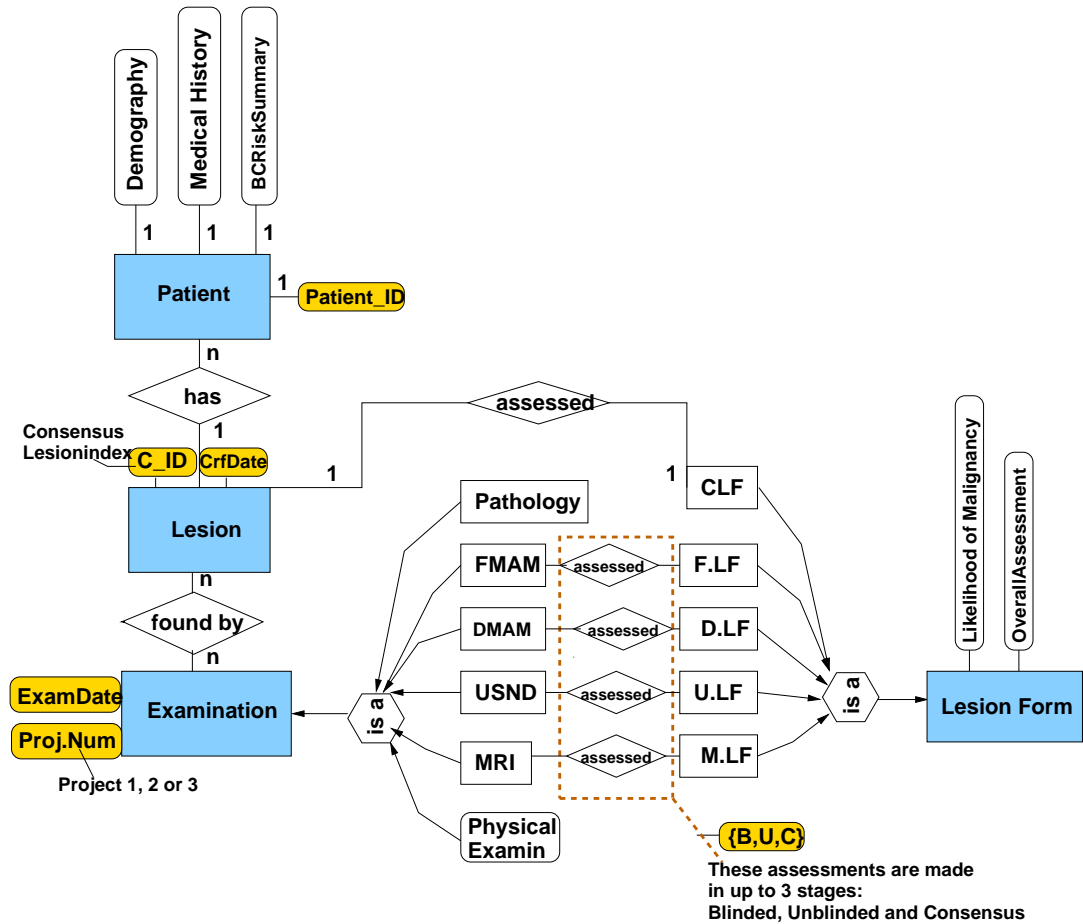 Demography
Medical History
BCRiskSummary
1
1
1
Patient
1
Patient_ID
n
has
1
Consensus
Lesionindex
C_ID
CrfDate
Lesion
1
assessed
1
CLF
n
found by
n
ExamDate
Proj.Num
Examination
Project 1, 2 or 3
is a
Pathology
FMAM
assessed
F.LF
DMAM
assessed
D.LF
USND
assessed
U.LF
MRI
assessed
M.LF
Physical
Examin
is a
Likelihood of Malignancy
OverallAssessment
Lesion Form
{B,U,C}
These assessments are made
in up to 3 stages:
Blinded, Unblinded and Consensus